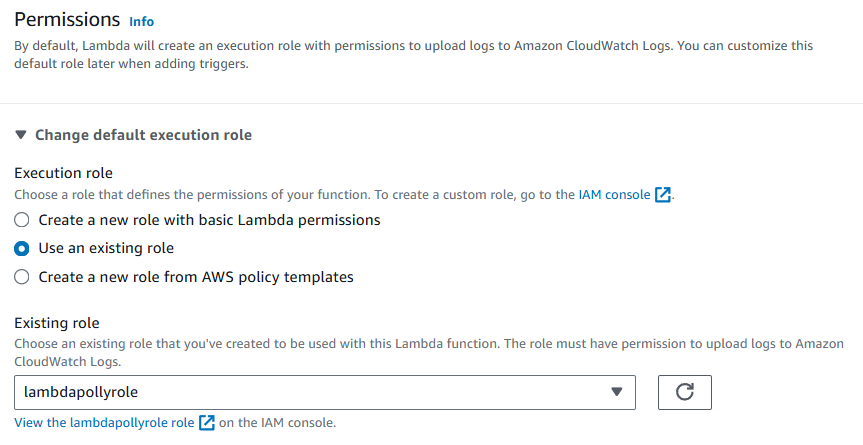 Permissions Info
By default, Lambda will create an execution role with permissions to upload logs to Amazon CloudWatch Logs. You can customize this
default role later when adding triggers.
Change default execution role
Execution role
Choose a role that defines the permissions of your function. To create a custom role, go to the IAM console.
Create a new role with basic Lambda permissions
Use an existing role
Create a new role from AWS policy templates
Existing role
Choose an existing role that you've created to be used with this Lambda function. The role must have permission to upload logs to Amazon
CloudWatch Logs.
lambdapollyrole
View the lambdapollyrole role on the IAM console.